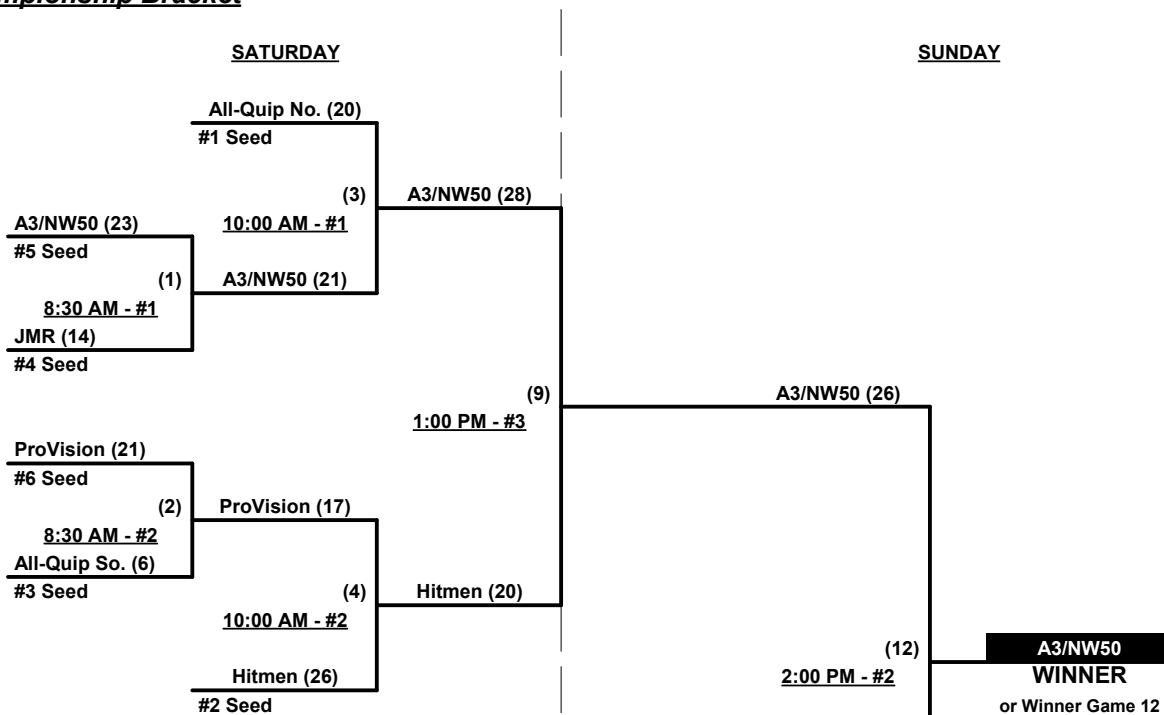 Bracket
SATURDAY
SUNDAY
All-Quip No. (20)
#1 Seed
(3)
A3/NW50 (28)
A3/NW50 (23)
10:00 AM - #1
#5 Seed
(1)
A3/NW50 (21)
8:30 AM - #1
JMR (14)
#4 Seed
(9)
A3/NW50 (26)
1:00 PM - #3
ProVision (21)
#6 Seed
(2)
ProVision (17)
8:30 AM - #2
All-Quip So. (6)
#3 Seed
(4)
Hitmen (20)
10:00 AM - #2
(12)
A3/NW50
Hitmen (26)
2:00 PM - #2
WINNER
#2 Seed
or Winner Game 12